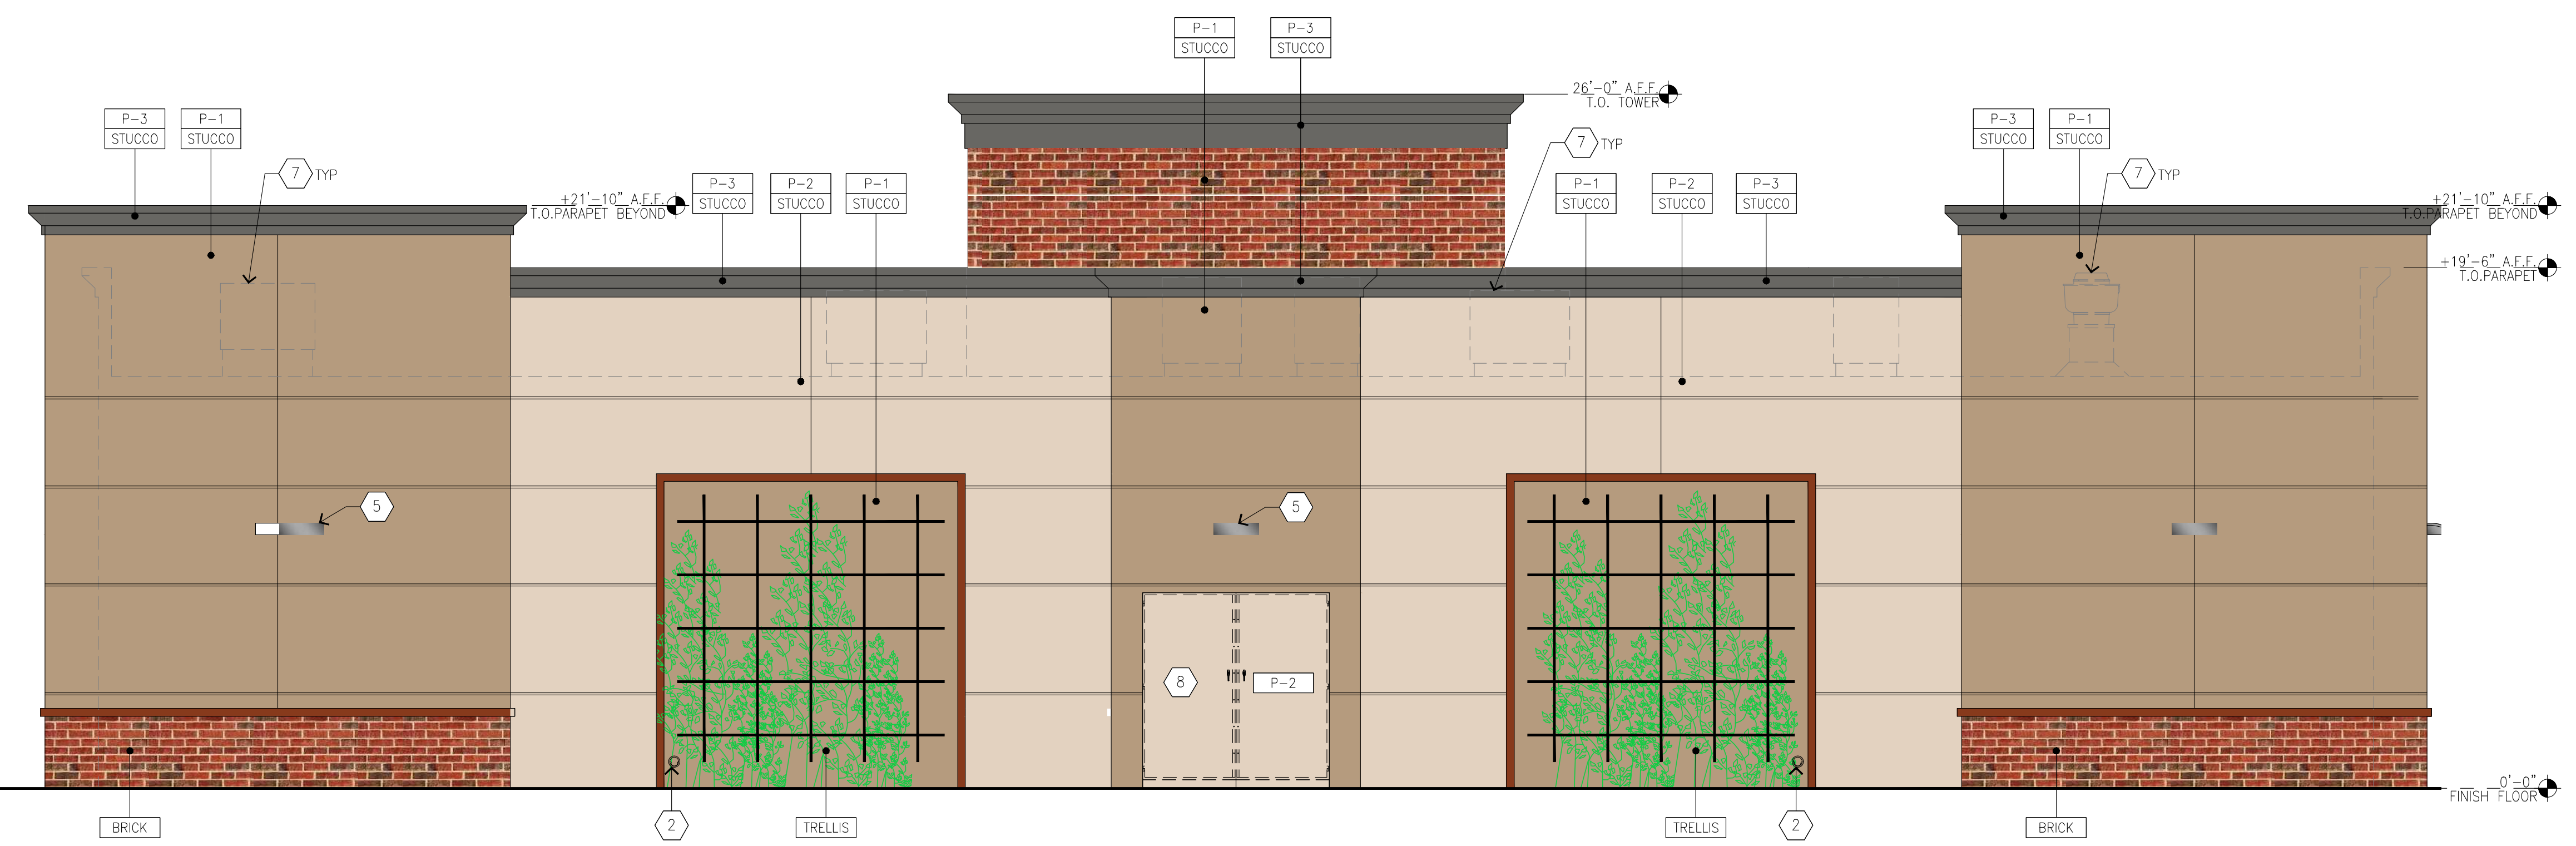 P-1
STUCCO
P-3
STUCCO
26'-0" A.F.F.
T.O. TOWER
P-3
STUCCO
P-1
STUCCO
7 TYP
+21'-10" A.F.F.
T.O.PARAPET BEYOND
P-3
STUCCO
P-2
STUCCO
P-1
STUCCO
7 TYP
P-1
STUCCO
P-2
STUCCO
P-3
STUCCO
P-3
STUCCO
P-1
STUCCO
7 TYP
+21'-10" A.F.F.
T.O.PARAPET BEYOND
+19'-6" A.F.F.
T.O.PARAPET
5
5
8
P-2
0'-0"
FINISH FLOOR
BRICK
2
TRELLIS
TRELLIS
2
BRICK